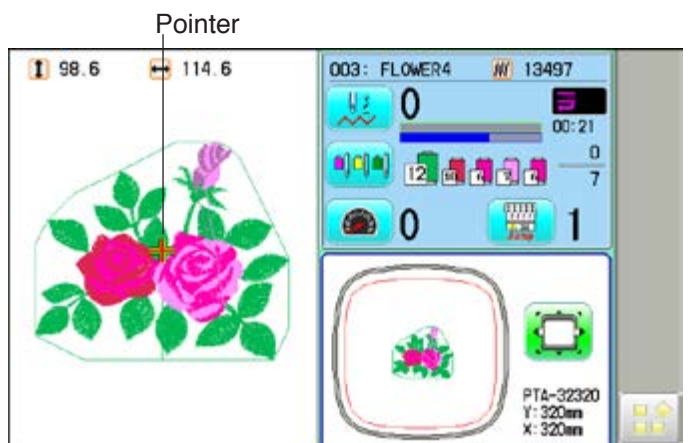 Pointer
98.6 114.6
003: FLOWER4 13497
0
00:21
0
7
12
0 1
PTA-32320
Y: 320mm
X: 320mm